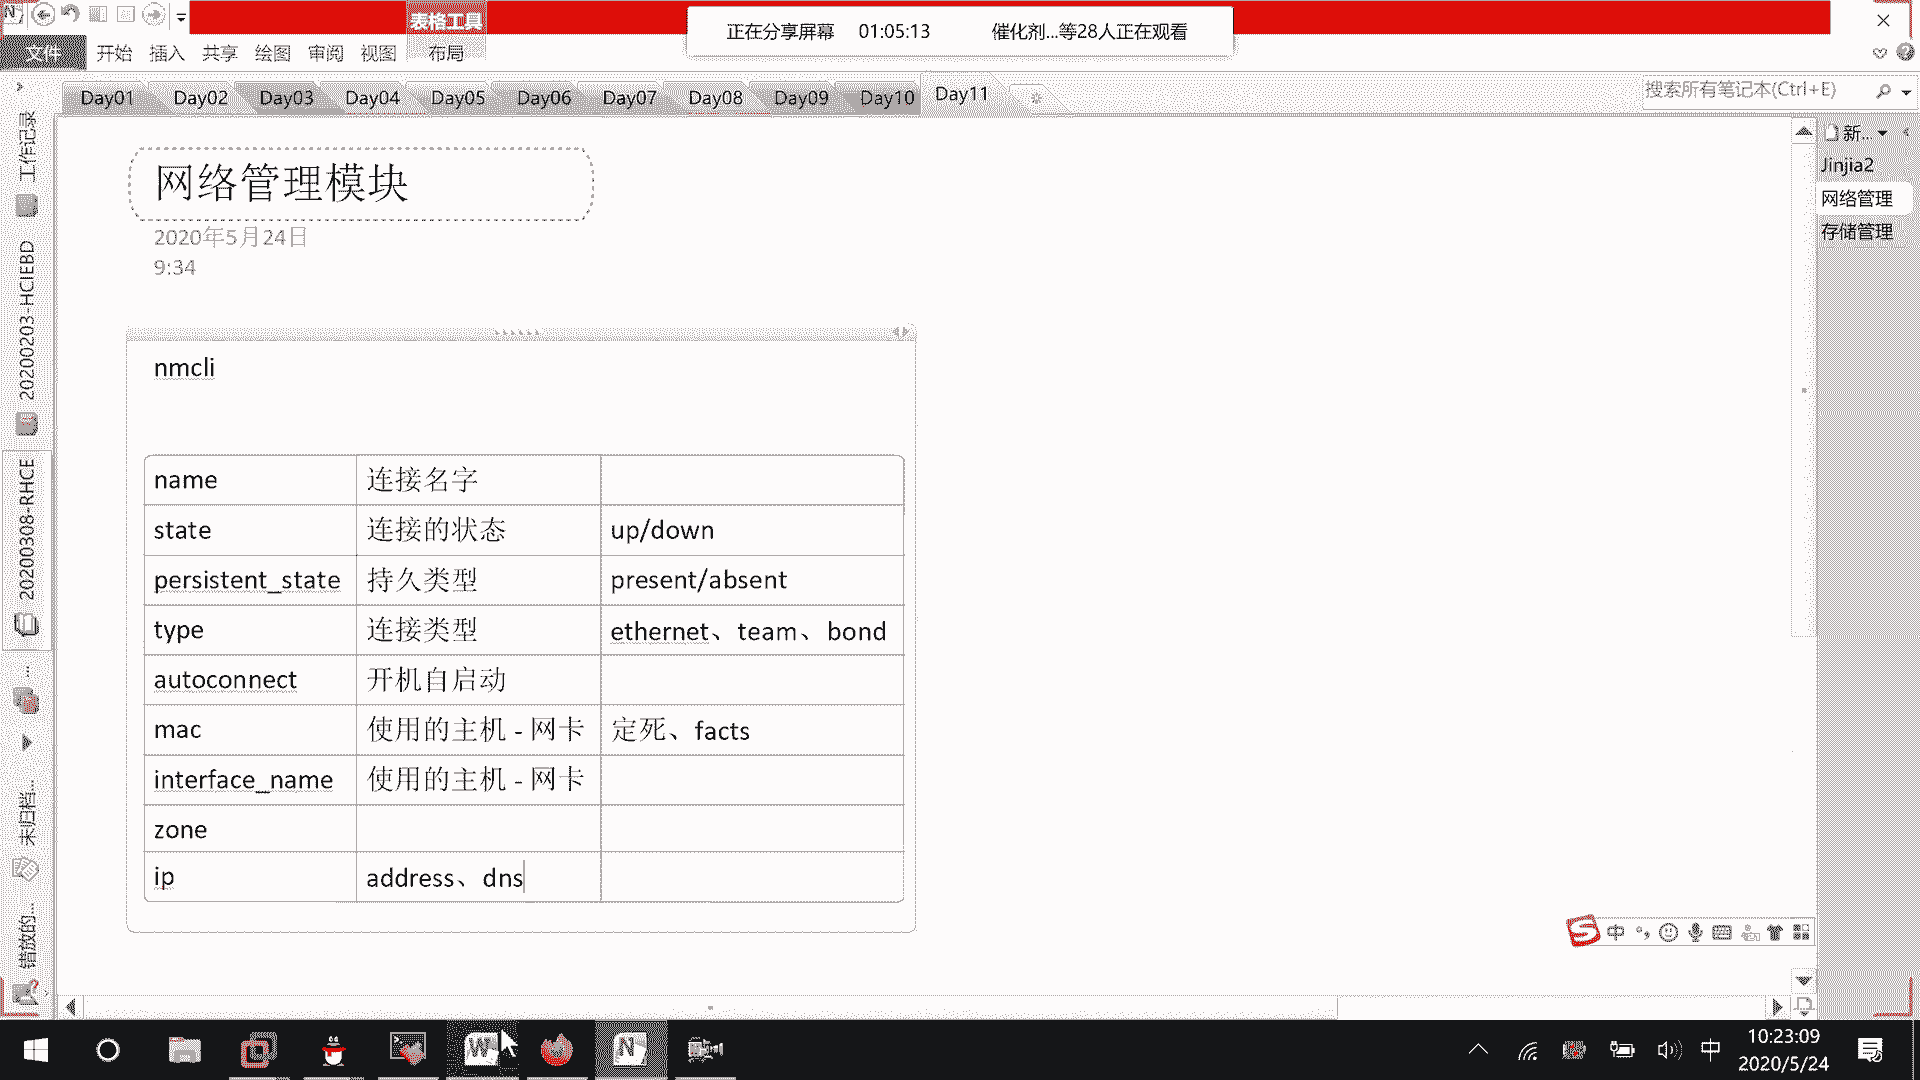 表格工具
正在分享屏幕 01:05:13 催化剂...等28人正在观看
文件 开始 插入 共享 绘图 审阅 视图 布局
Day01 Day02 Day03 Day04 Day05 Day06 Day07 Day08 Day09 Day10 Day11
搜索所有笔记本(Ctrl+E)
工作记录
20200203-HCIEBD
20200308-RHCE
...
未归档...
错放的...
新...
Jinjia2
网络管理
存储管理
网络管理模块
2020年5月24日
9:34
nmcli
name 连接名字
state 连接的状态 up/down
persistent_state 持久类型 present/absent
type 连接类型 ethernet、team、bond
autoconnect 开机自启动
mac 使用的主机 - 网卡 定死、facts
interface_name 使用的主机 - 网卡
zone
ip address、dns
中
中 10:23:09
2020/5/24